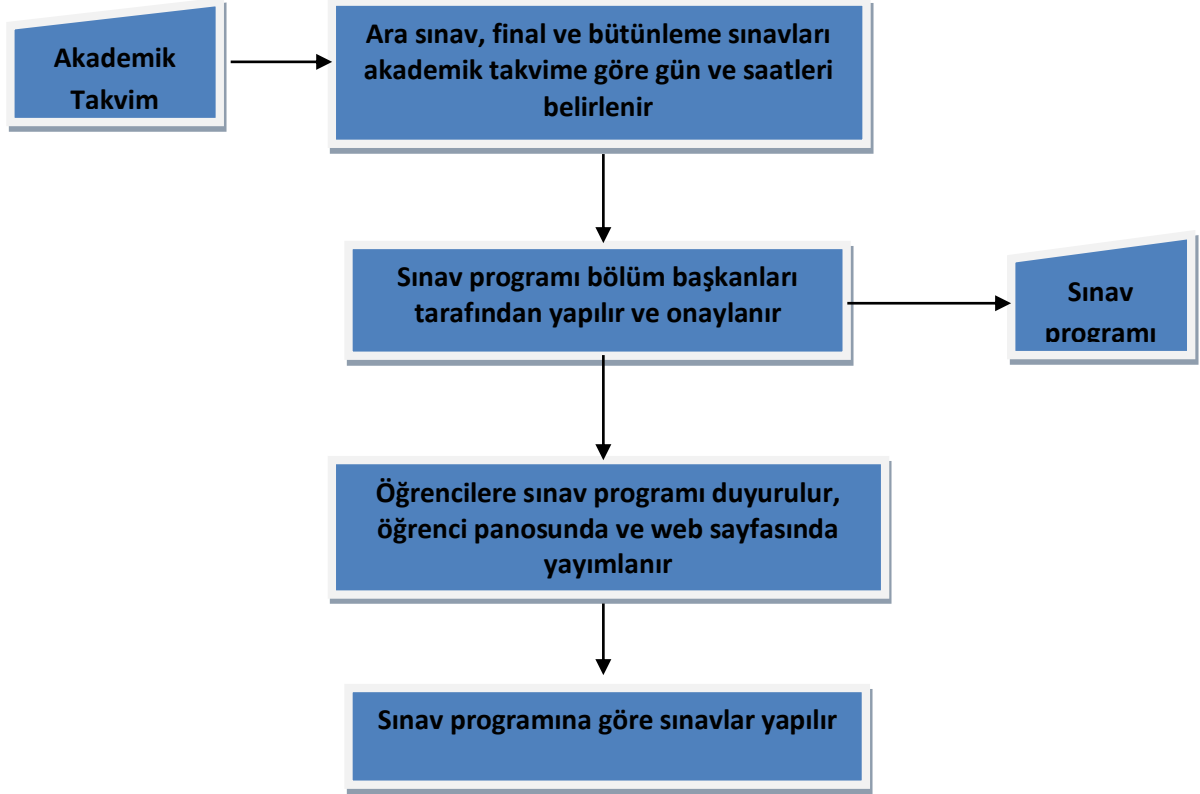 Akademik
Takvim
Ara sınav, final ve bütünleme sınavları
akademik takvime göre gün ve saatleri
belirlenir
Sınav programı bölüm başkanları
tarafından yapılır ve onaylanır
Sınav
programı
Öğrencilere sınav programı duyurulur,
öğrenci panosunda ve web sayfasında
yayımlanır
Sınav programına göre sınavlar yapılır